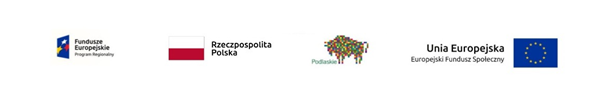 Fundusze
Europejskie
Program Regionalny
Rzeczpospolita
Polska
Podlaskie
Unia Europejska
Europejski Fundusz Społeczny